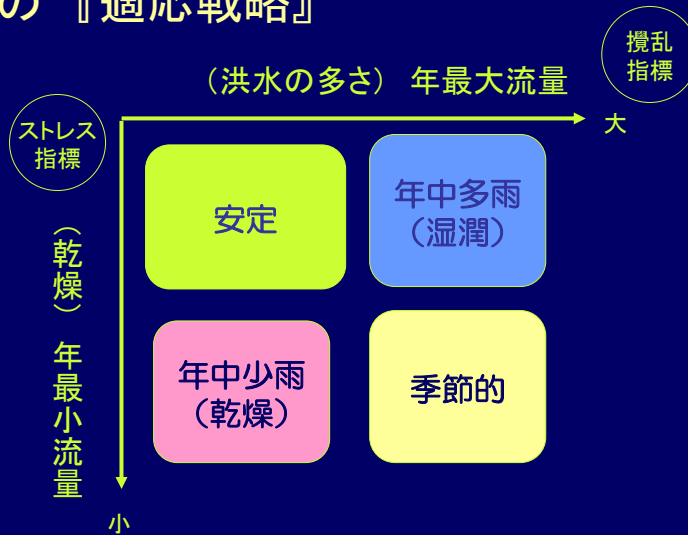 の『適応戦略』
攪乱
指標
（洪水の多さ） 年最大流量
大
ストレス
指標
（乾燥） 年最小流量
小
安定
年中多雨
（湿潤）
年中少雨
（乾燥）
季節的